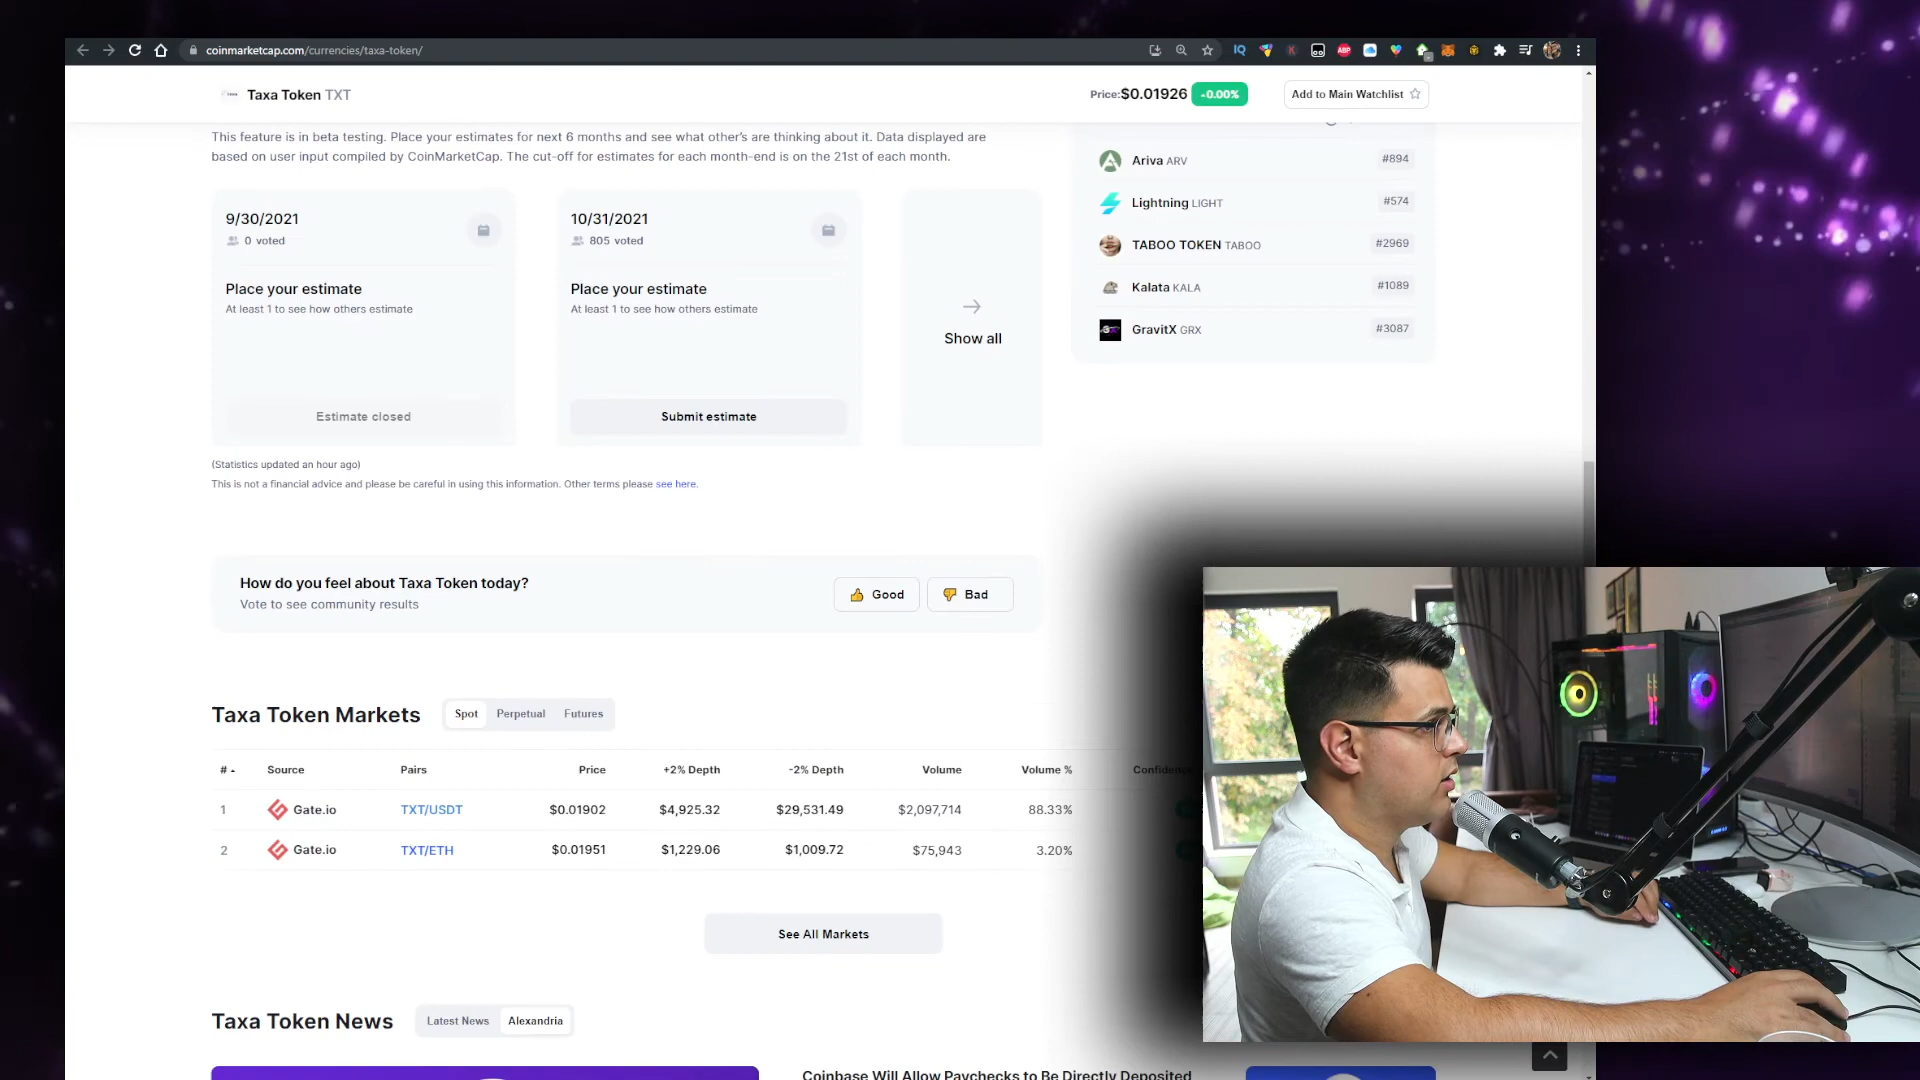 coinmarketcap.com/currencies/taxa-token/
Taxa Token TXT
Price:$0.01926 -0.00%
Add to Main Watchlist
This feature is in beta testing. Place your estimates for next 6 months and see what other's are thinking about it. Data displayed are
based on user input compiled by CoinMarketCap. The cut-off for estimates for each month-end is on the 21st of each month.
9/30/2021
0 voted
Place your estimate
At least 1 to see how others estimate
Estimate closed
10/31/2021
805 voted
Place your estimate
At least 1 to see how others estimate
Submit estimate
Show all
Ariva ARV #894
Lightning LIGHT #574
TABOO TOKEN TABOO #2969
Kalata KALA #1089
GravitX GRX #3087
(Statistics updated an hour ago)
This is not a financial advice and please be careful in using this information. Other terms please see here.
How do you feel about Taxa Token today?
Vote to see community results
Good
Bad
Taxa Token Markets
Spot Perpetual Futures
# Source Pairs Price +2% Depth -2% Depth Volume Volume % Confidence
1 Gate.io TXT/USDT $0.01902 $4,925.32 $29,531.49 $2,097,714 88.33%
2 Gate.io TXT/ETH $0.01951 $1,229.06 $1,009.72 $75,943 3.20%
See All Markets
Taxa Token News
Latest News Alexandria
Coinbase Will Allow Paychecks to Be Directly Deposited